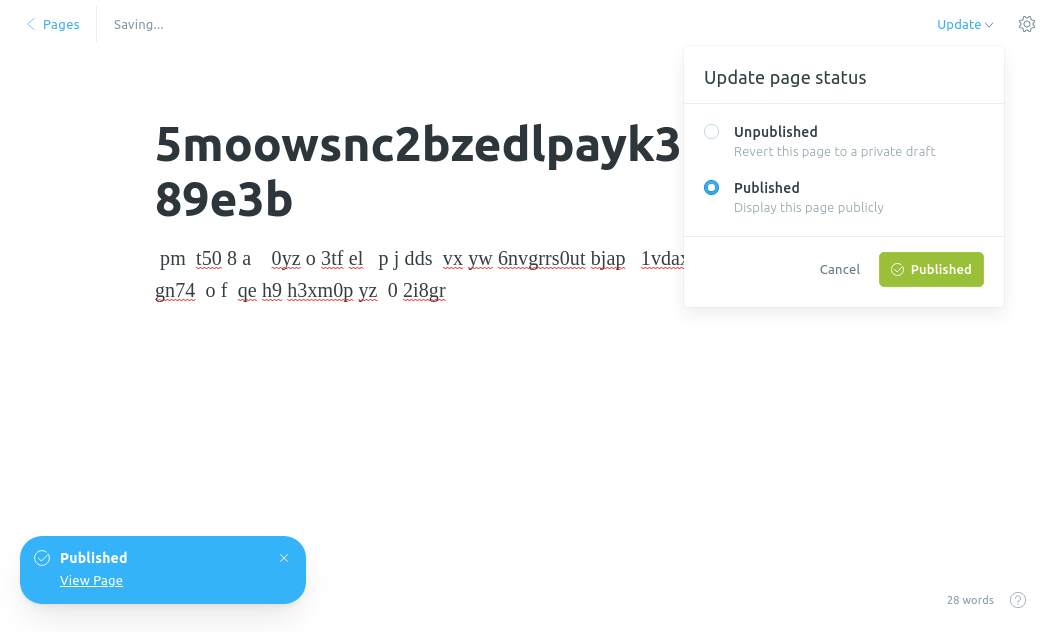 Pages
Saving...
Update
Update page status
5moowsnc2bzedlpayk3
89e3b
Unpublished
Revert this page to a private draft
Published
Display this page publicly
pm t50 8 a 0yz o 3tf el p j dds vx yw 6nvgrrs0ut bjap
gn74 o f qe h9 h3xm0p yz 0 2i8gr
Cancel
Published
Published
View Page
28 words